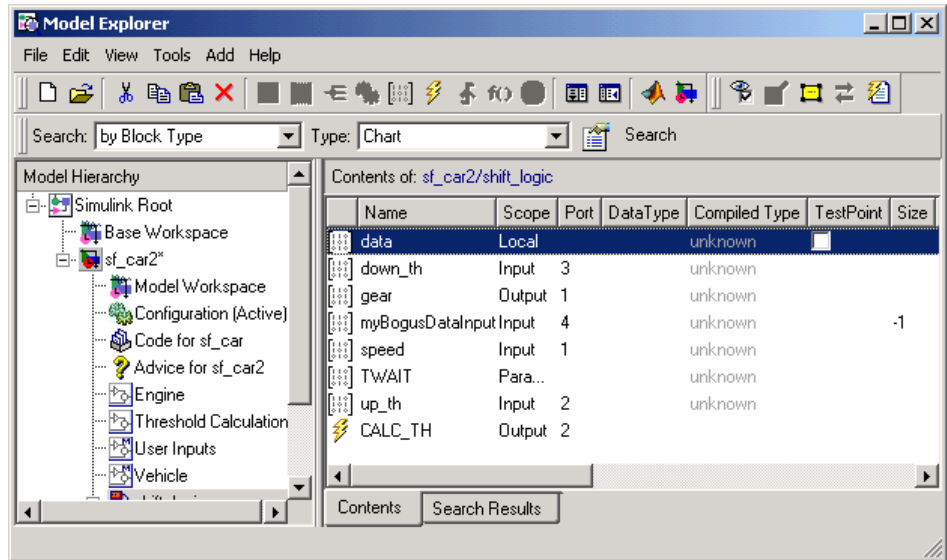 Model Explorer
File Edit View Tools Add Help
Search: by Block Type Type: Chart Search
Model Hierarchy
Simulink Root
Base Workspace
sf_car2*
Model Workspace
Configuration (Active)
Code for sf_car
Advice for sf_car2
Engine
Threshold Calculation
User Inputs
Vehicle
Contents of: sf_car2/shift_logic
Name Scope Port DataType Compiled Type TestPoint Size
data Local unknown
down_th Input 3 unknown
gear Output 1 unknown
myBogusDataInput Input 4 unknown -1
speed Input 1 unknown
TWAIT Para... unknown
up_th Input 2 unknown
CALC_TH Output 2
Contents Search Results